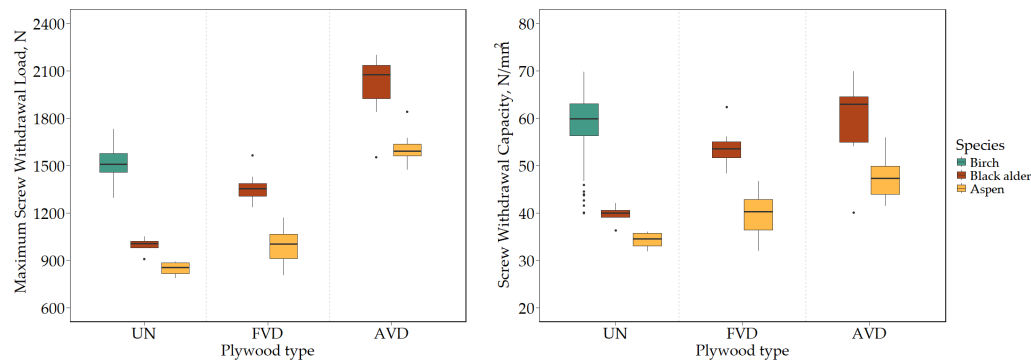 Maximum Screw Withdrawal Load, N
2400
2100
1800
1500
1200
900
600
UN FVD AVD
Plywood type
Screw Withdrawal Capacity, N/mm²
80
70
60
50
40
30
20
UN FVD AVD
Plywood type
Species
Birch
Black alder
Aspen